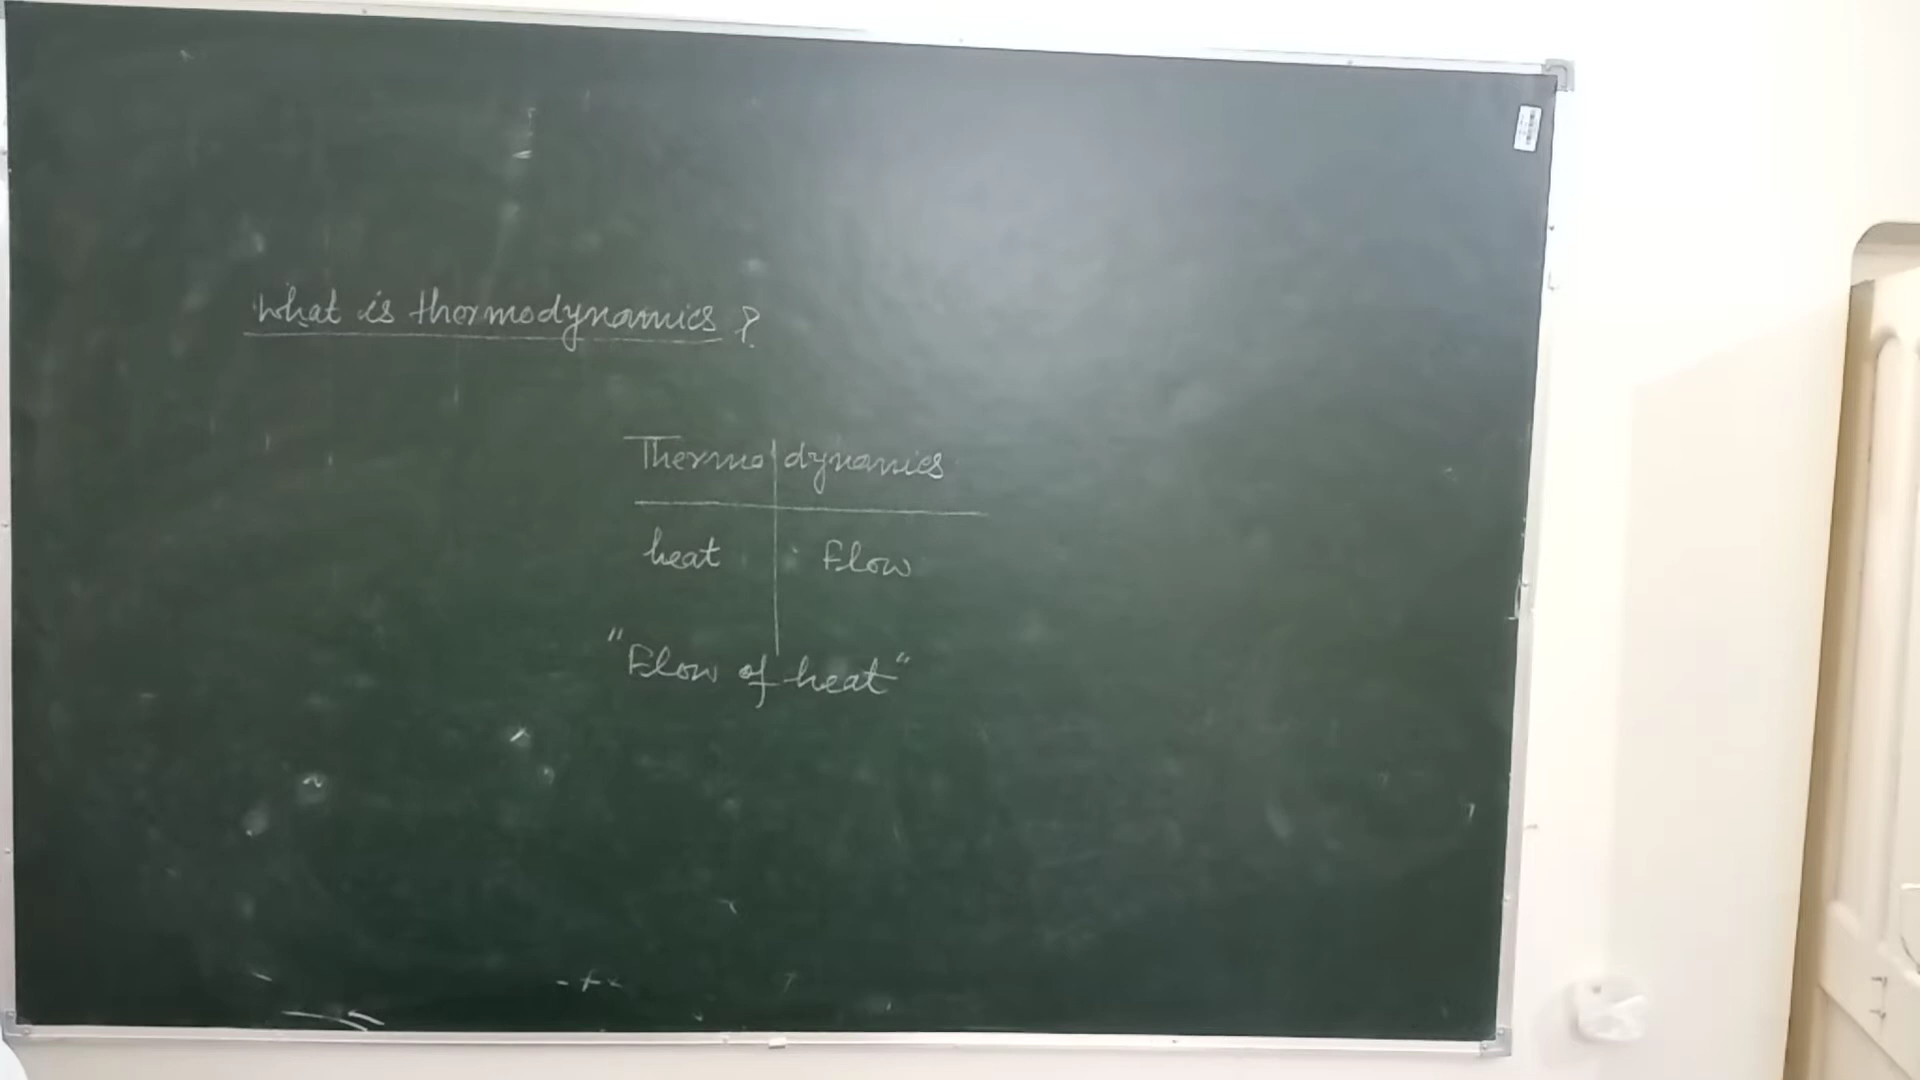 What is thermodynamics ?
Thermo dynamics
heat Flow
"Flow of heat"